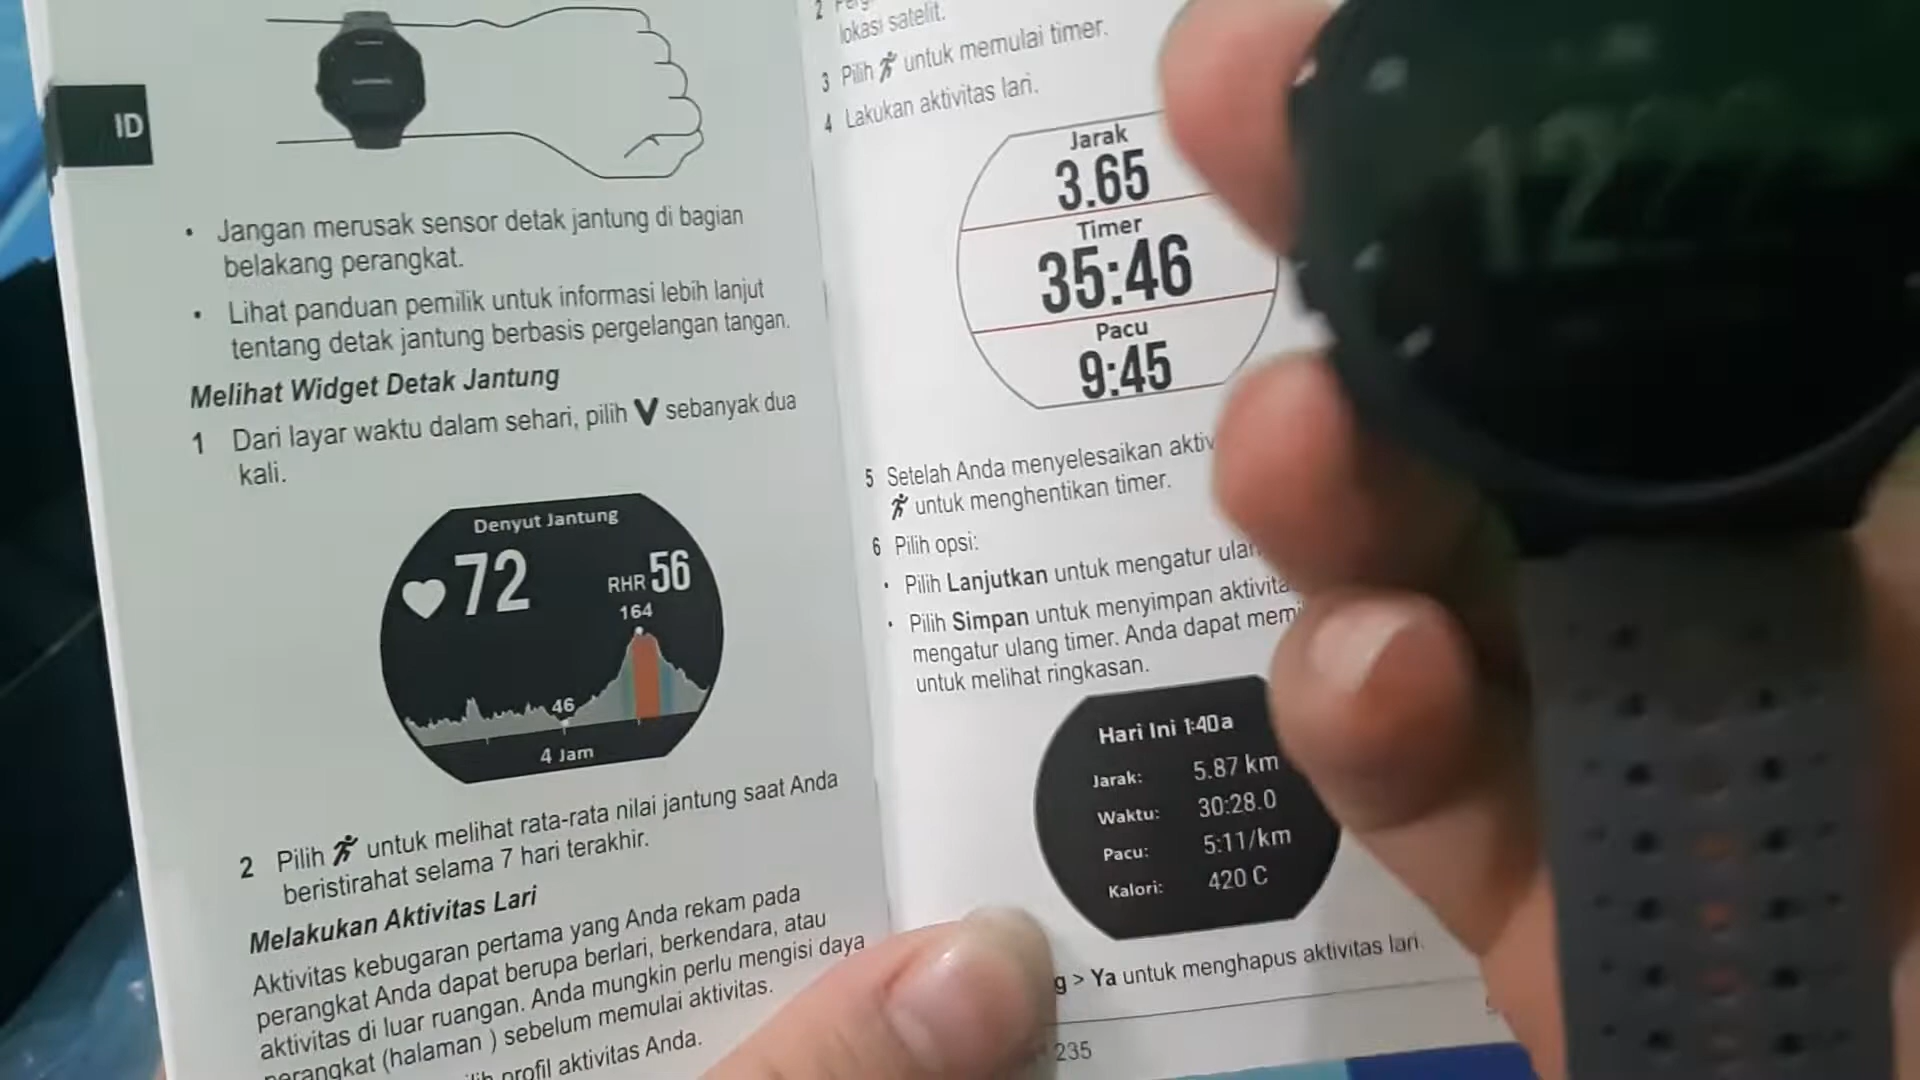 ID
• Jangan merusak sensor detak jantung di bagian
belakang perangkat.
• Lihat panduan pemilik untuk informasi lebih lanjut
tentang detak jantung berbasis pergelangan tangan.
Melihat Widget Detak Jantung
1 Dari layar waktu dalam sehari, pilih V sebanyak dua
kali.
Denyut Jantung
72
RHR 56
164
46
4 Jam
2 Pilih untuk melihat rata-rata nilai jantung saat Anda
beristirahat selama 7 hari terakhir.
Melakukan Aktivitas Lari
Aktivitas kebugaran pertama yang Anda rekam pada
perangkat Anda dapat berupa berlari, berkendara, atau
aktivitas di luar ruangan. Anda mungkin perlu mengisi daya
perangkat (halaman ) sebelum memulai aktivitas.
profil aktivitas Anda.
2
lokasi satelit.
3 Pilih untuk memulai timer.
4 Lakukan aktivitas lari.
Jarak
3.65
Timer
35:46
Pacu
9:45
5 Setelah Anda menyelesaikan
untuk menghentikan timer.
6 Pilih opsi:
• Pilih Lanjutkan untuk mengatur
• Pilih Simpan untuk menyimpan
mengatur ulang timer. Anda dapat
untuk melihat ringkasan.
Hari Ini 1:40a
Jarak: 5.87 km
Waktu: 30:28.0
Pacu: 5:11/km
Kalori: 420 C
> Ya untuk menghapus aktivitas lari.
235
12